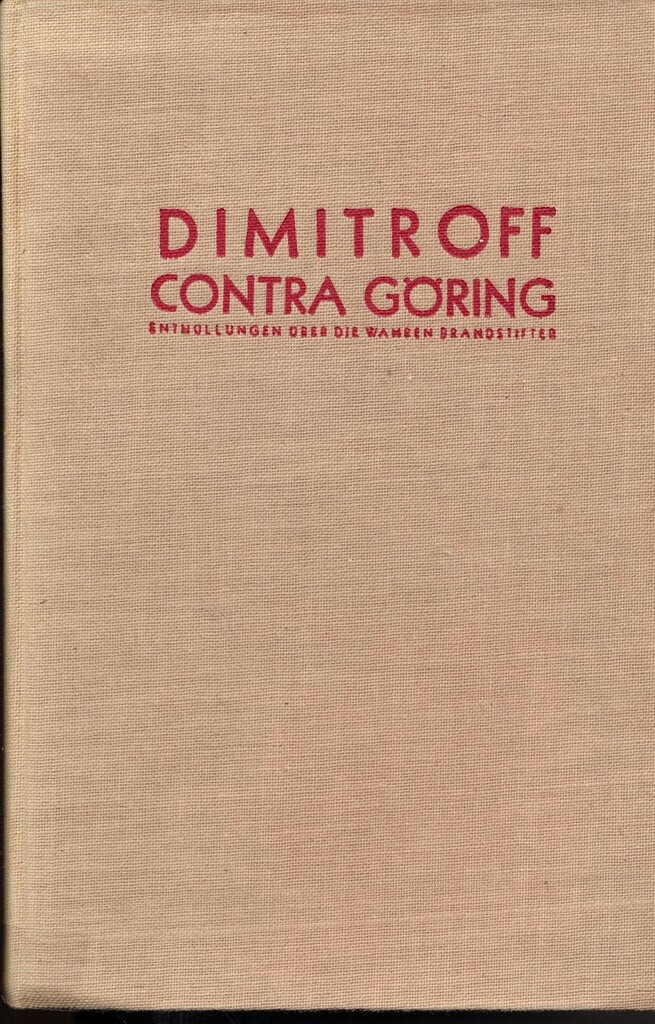 DIMITROFF
CONTRA GÖRING
ENTHÜLLUNGEN ÜBER DIE WAHREN BRANDSTIFTER